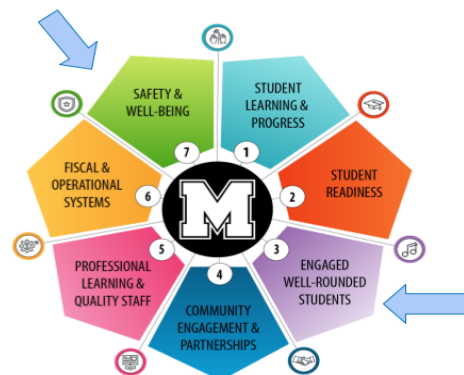 SAFETY &
WELL-BEING
7
STUDENT
LEARNING &
PROGRESS
1
STUDENT
READINESS
2
ENGAGED
WELL-ROUNDED
STUDENTS
3
COMMUNITY
ENGAGEMENT &
PARTNERSHIPS
4
PROFESSIONAL
LEARNING &
QUALITY STAFF
5
FISCAL &
OPERATIONAL
SYSTEMS
6
M